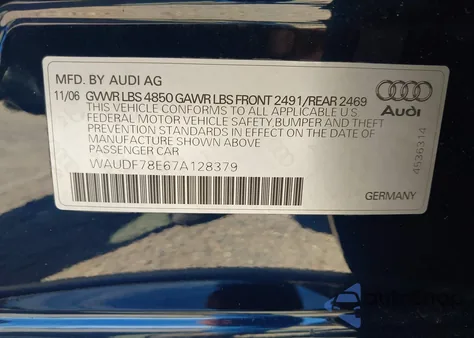 MFD. BY AUDI AG
11/06 GVWR LBS 4850 GAWR LBS FRONT 2491/REAR 2469
THIS VEHICLE CONFORMS TO ALL APPLICABLE U.S
FEDERAL MOTOR VEHICLE SAFETY, BUMPER AND THEFT
PREVENTION STANDARDS IN EFFECT ON THE DATE OF
MANUFACTURE SHOWN ABOVE
PASSENGER CAR
WAUDF78E67A128379
Audi
4536314
GERMANY